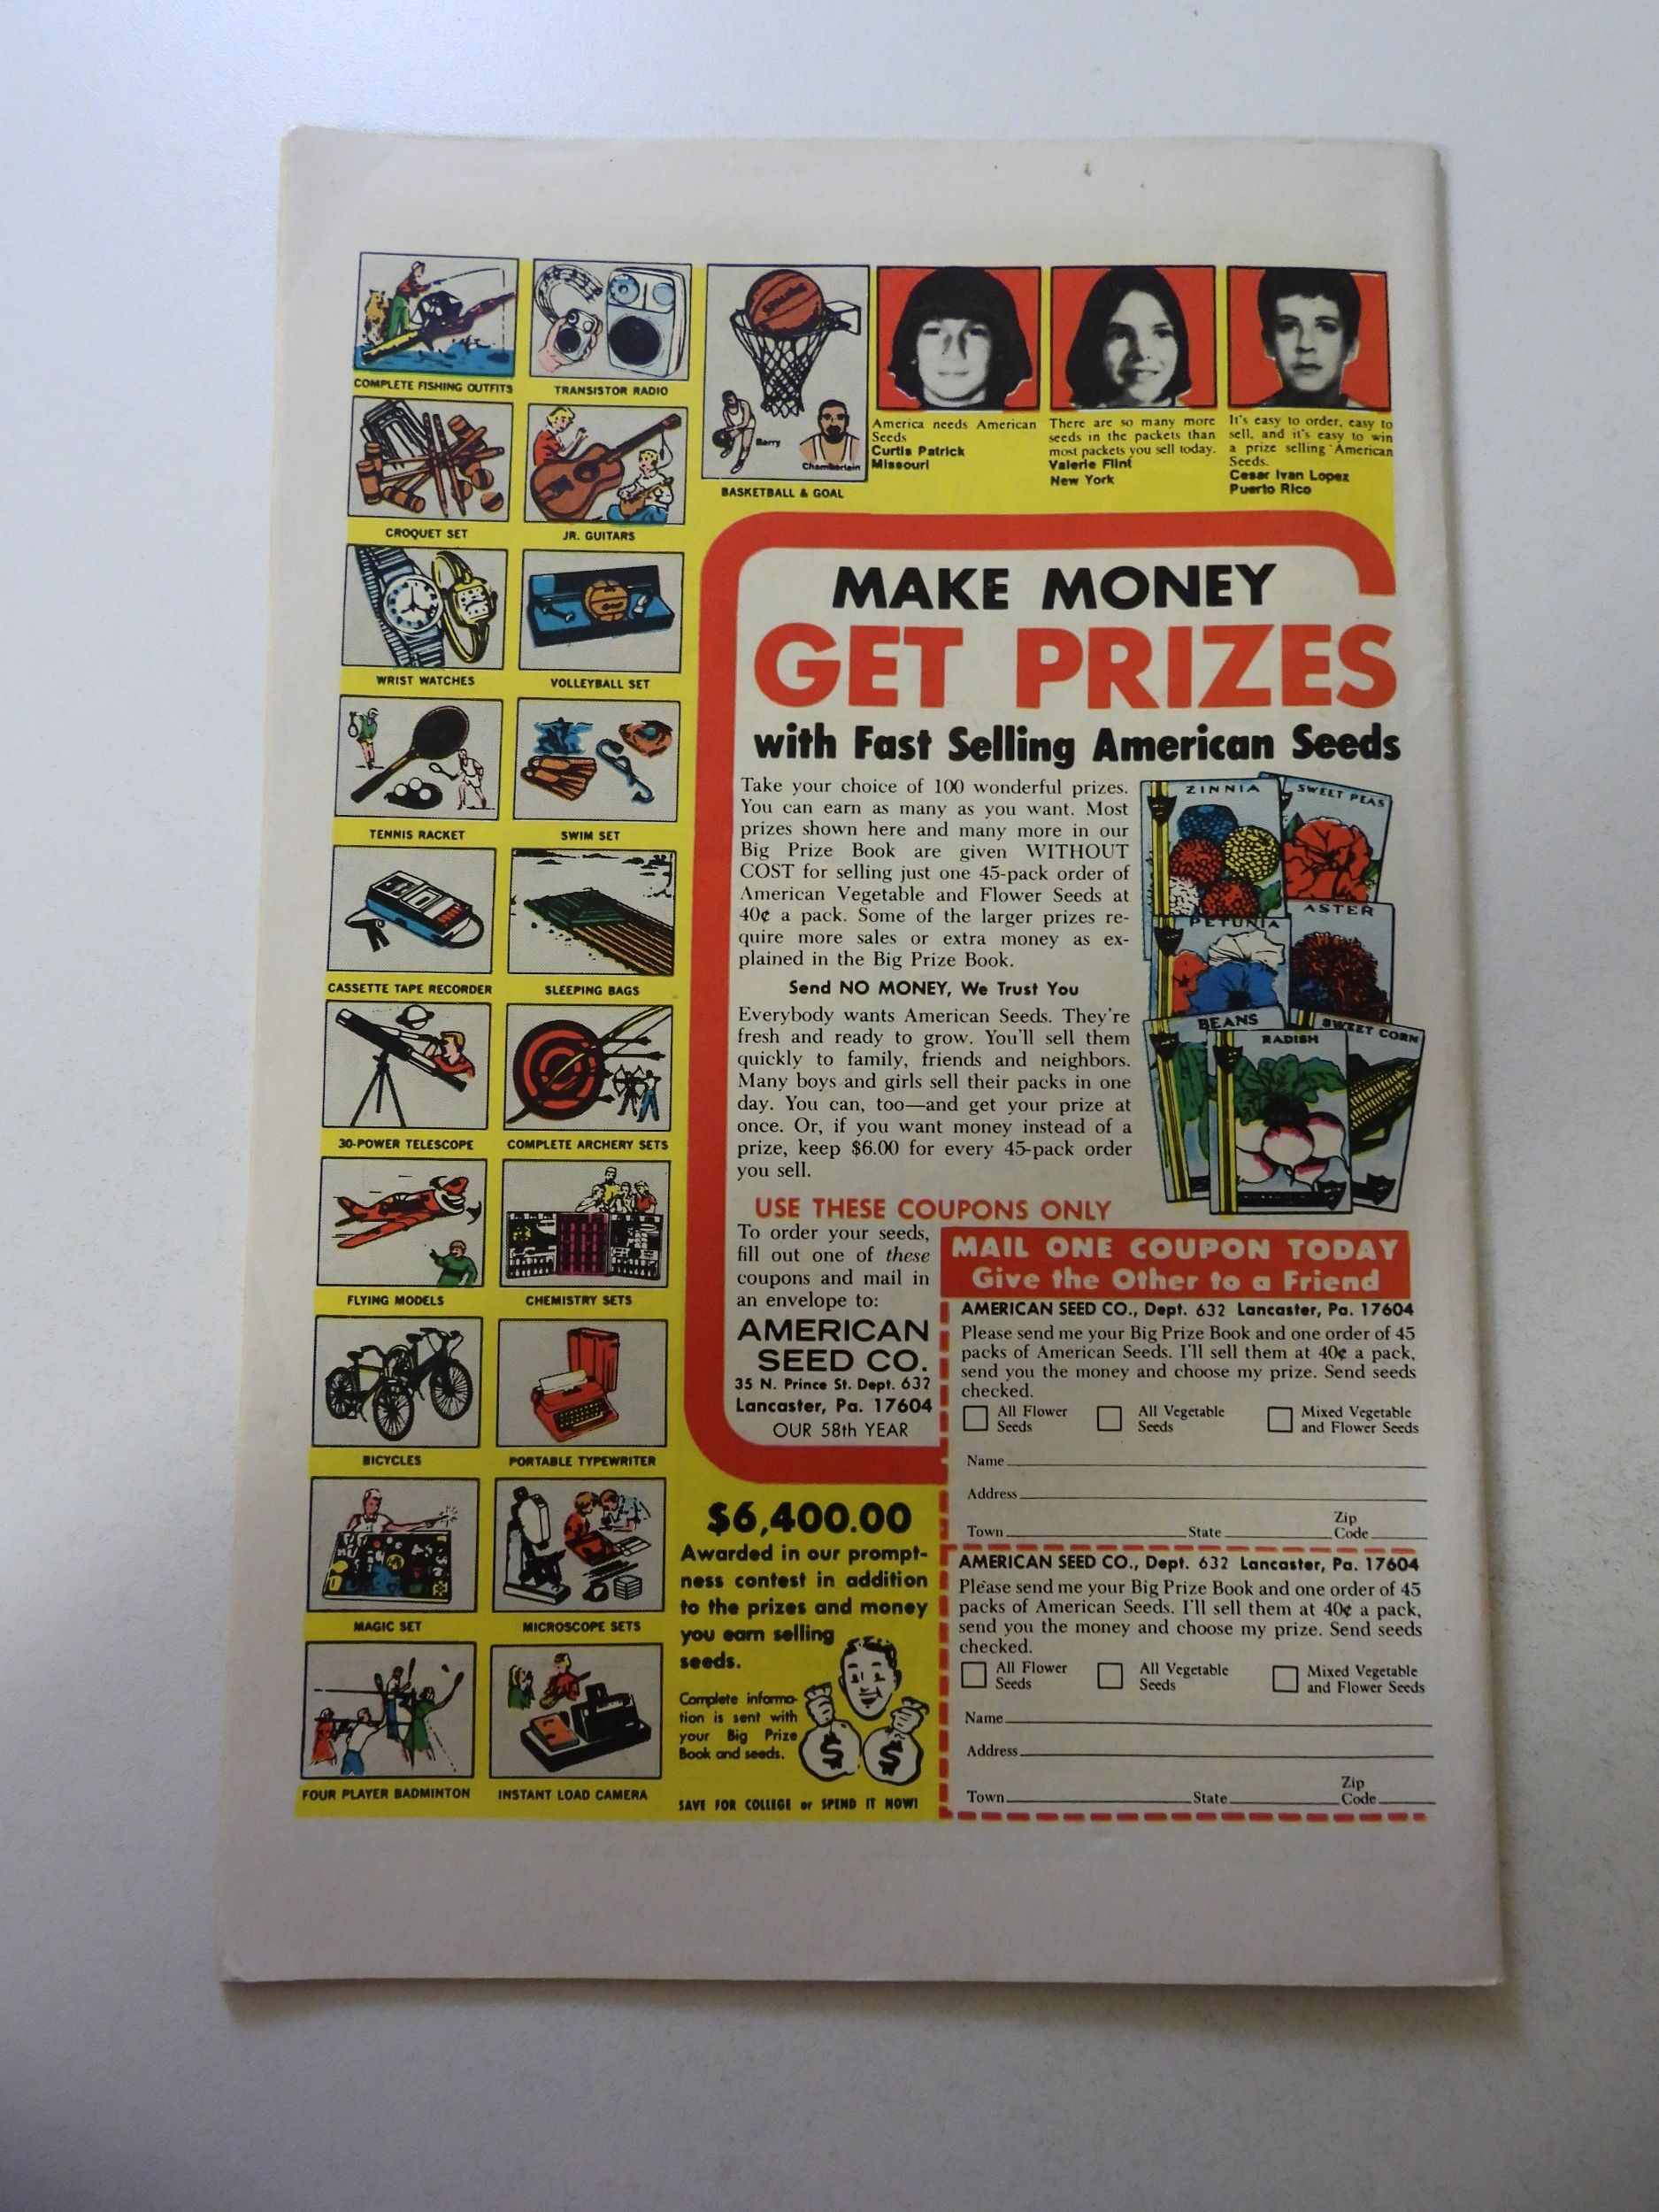 COMPLETE FISHING OUTFITS
TRANSISTOR RADIO
CROQUET SET
JR. GUITARS
WRIST WATCHES
VOLLEYBALL SET
TENNIS RACKET
SWIM SET
CASSETTE TAPE RECORDER
SLEEPING BAGS
30-POWER TELESCOPE
COMPLETE ARCHERY SETS
FLYING MODELS
CHEMISTRY SETS
BICYCLES
PORTABLE TYPEWRITER
MAGIC SET
MICROSCOPE SETS
FOUR PLAYER BADMINTON
INSTANT LOAD CAMERA
Spalding
Barry
Chamberlain
BASKETBALL & GOAL
America needs American
Seeds
Curtis Patrick
Missouri
There are so many more
seeds in the packets than
most packets you sell today.
Valerie Flint
New York
It's easy to order, easy to
sell, and it's easy to win
a prize selling American
Seeds.
Cesar Ivan Lopez
Puerto Rico
MAKE MONEY
GET PRIZES
with Fast Selling American Seeds
Take your choice of 100 wonderful prizes.
You can earn as many as you want. Most
prizes shown here and many more in our
Big Prize Book are given WITHOUT
COST for selling just one 45-pack order of
American Vegetable and Flower Seeds at
40¢ a pack. Some of the larger prizes re-
quire more sales or extra money as ex-
plained in the Big Prize Book.
Send NO MONEY, We Trust You
Everybody wants American Seeds. They're
fresh and ready to grow. You'll sell them
quickly to family, friends and neighbors.
Many boys and girls sell their packs in one
day. You can, too—and get your prize at
once. Or, if you want money instead of a
prize, keep $6.00 for every 45-pack order
you sell.
ZINNIA
SWEET PEAS
PETUNIA
ASTER
BEANS
RADISH
SWEET CORN
USE THESE COUPONS ONLY
To order your seeds,
fill out one of these
coupons and mail in
an envelope to:
AMERICAN
SEED CO.
35 N. Prince St. Dept. 632
Lancaster, Pa. 17604
OUR 58th YEAR
MAIL ONE COUPON TODAY
Give the Other to a Friend
AMERICAN SEED CO., Dept. 632 Lancaster, Pa. 17604
Please send me your Big Prize Book and one order of 45
packs of American Seeds. I'll sell them at 40¢ a pack,
send you the money and choose my prize. Send seeds
checked.
All Flower Seeds
All Vegetable Seeds
Mixed Vegetable and Flower Seeds
Name
Address
Town State Zip Code
AMERICAN SEED CO., Dept. 632 Lancaster, Pa. 17604
Please send me your Big Prize Book and one order of 45
packs of American Seeds. I'll sell them at 40¢ a pack,
send you the money and choose my prize. Send seeds
checked.
All Flower Seeds
All Vegetable Seeds
Mixed Vegetable and Flower Seeds
Name
Address
Town State Zip Code
$6,400.00
Awarded in our prompt-
ness contest in addition
to the prizes and money
you earn selling
seeds.
Complete informa-
tion is sent with
your Big Prize
Book and seeds.
$ $
SAVE FOR COLLEGE or SPEND IT NOW!